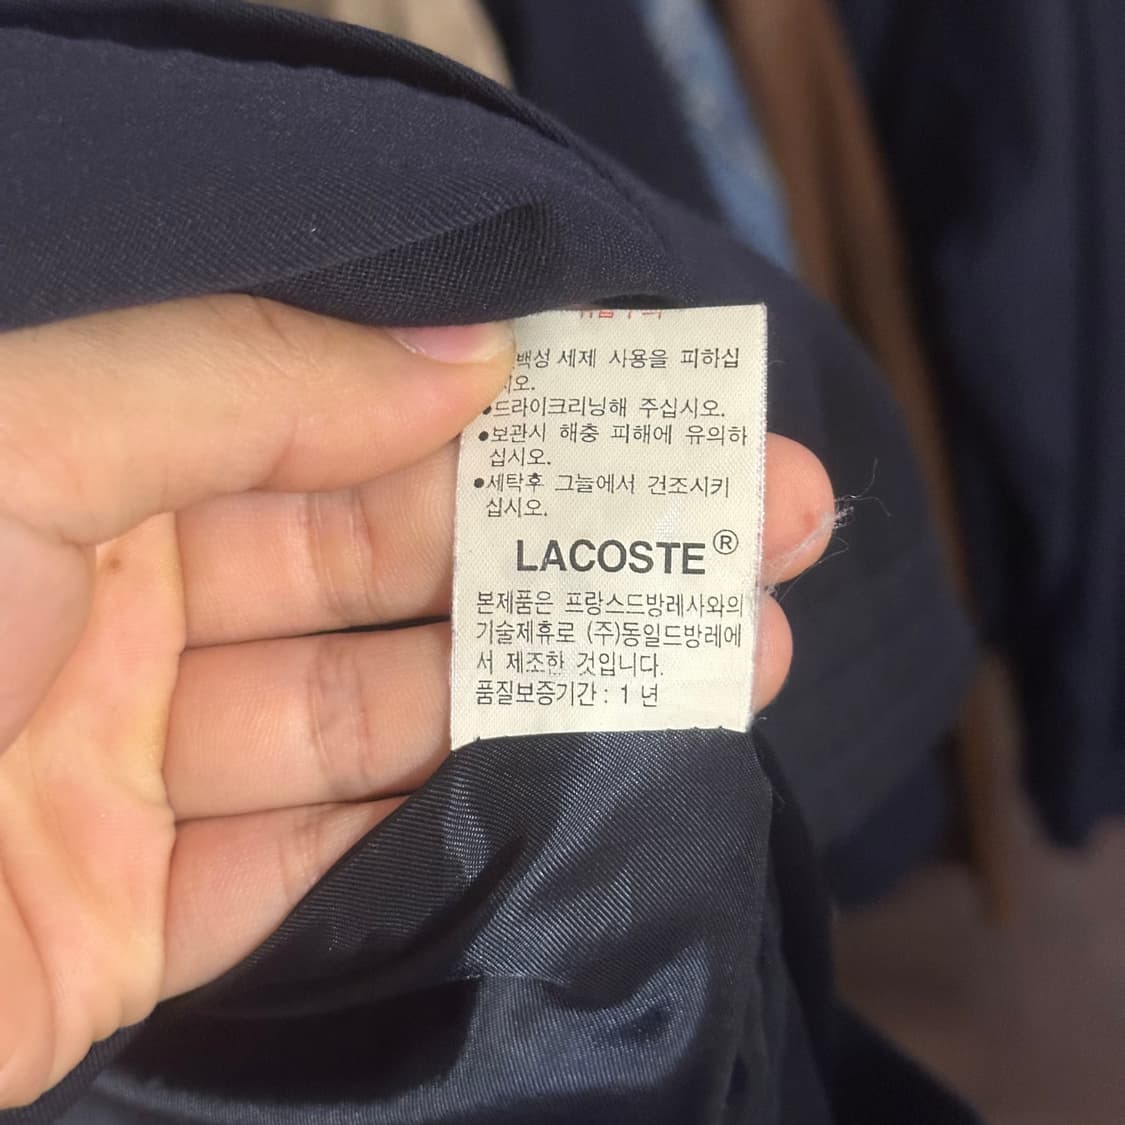 백성 세제 사용을 피하십
시오.
●드라이크리닝해 주십시오.
●보관시 해충 피해에 유의하
십시오.
●세탁후 그늘에서 건조시키
십시오.
LACOSTE®
본제품은 프랑스드방레사와의
기술제휴로 (주)동일드방레에
서 제조한 것입니다.
품질보증기간 : 1 년